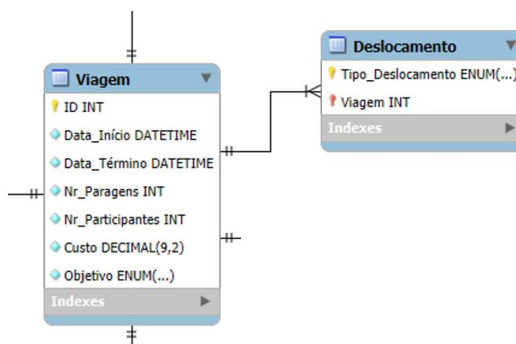 Viagem
ID INT
Data_Início DATETIME
Data_Término DATETIME
Nr_Paragens INT
Nr_Participantes INT
Custo DECIMAL(9,2)
Objetivo ENUM(...)
Indexes
Deslocamento
Tipo_Deslocamento ENUM(...)
Viagem INT
Indexes